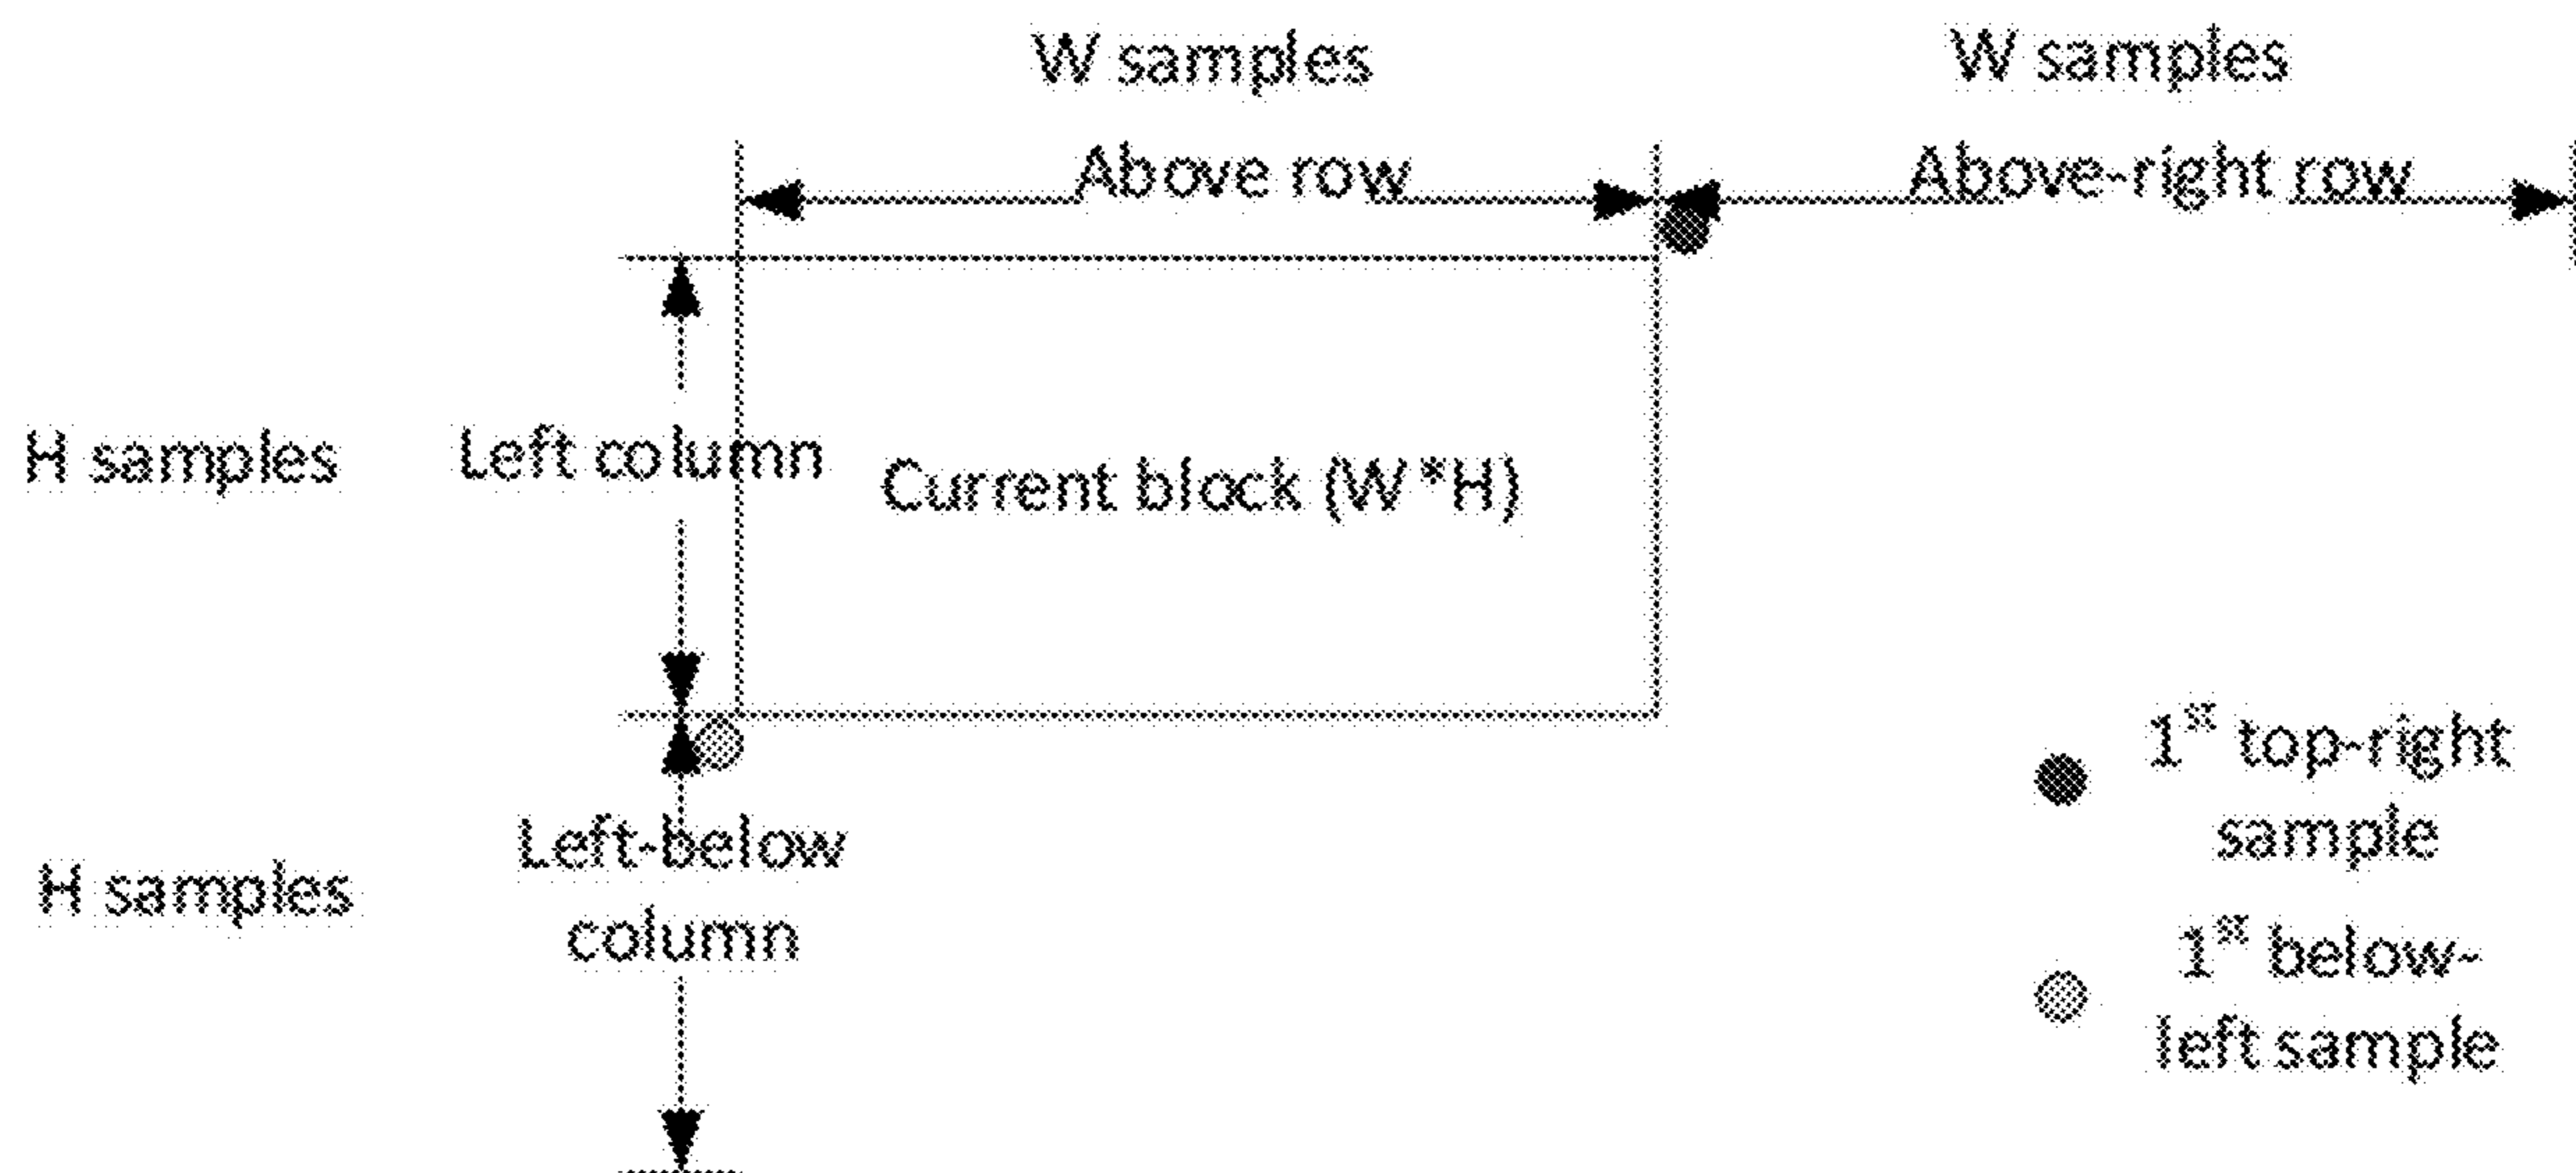 W samples
W samples
Above row
Above-right row
H samples
Left column
Current block (W*H)
1st top-right
sample
Left-below
column
H samples
1st below-
left sample